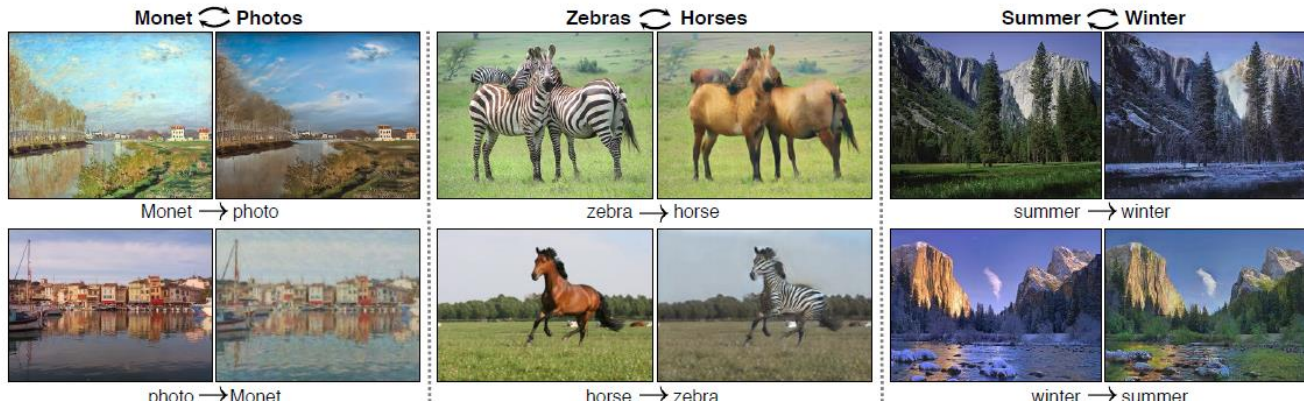 Monet Photos
Zebras Horses
Summer Winter
Monet → photo
zebra → horse
summer → winter
photo → Monet
horse → zebra
winter → summer